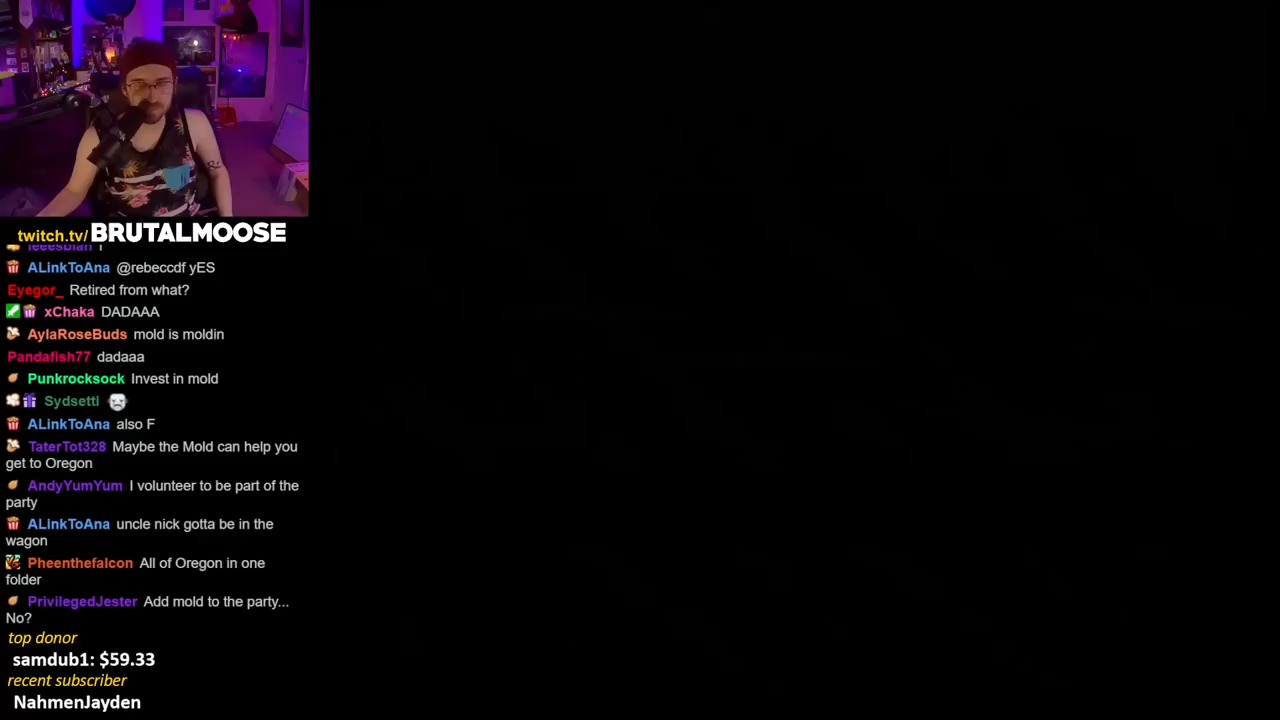 twitch.tv/BRUTALMOOSE
ALinkToAna @rebeccdf yES
Eyegor_ Retired from what?
xChaka DADAAA
AylaRoseBuds mold is moldin
Pandafish77 dadaaa
Punkrocksock Invest in mold
Sydsetti
ALinkToAna also F
TaterTot328 Maybe the Mold can help you
get to Oregon
AndyYumYum I volunteer to be part of the
party
ALinkToAna uncle nick gotta be in the
wagon
Pheenthefalcon All of Oregon in one
folder
PrivilegedJester Add mold to the party...
No?
top donor
samdub1: $59.33
recent subscriber
NahmenJayden